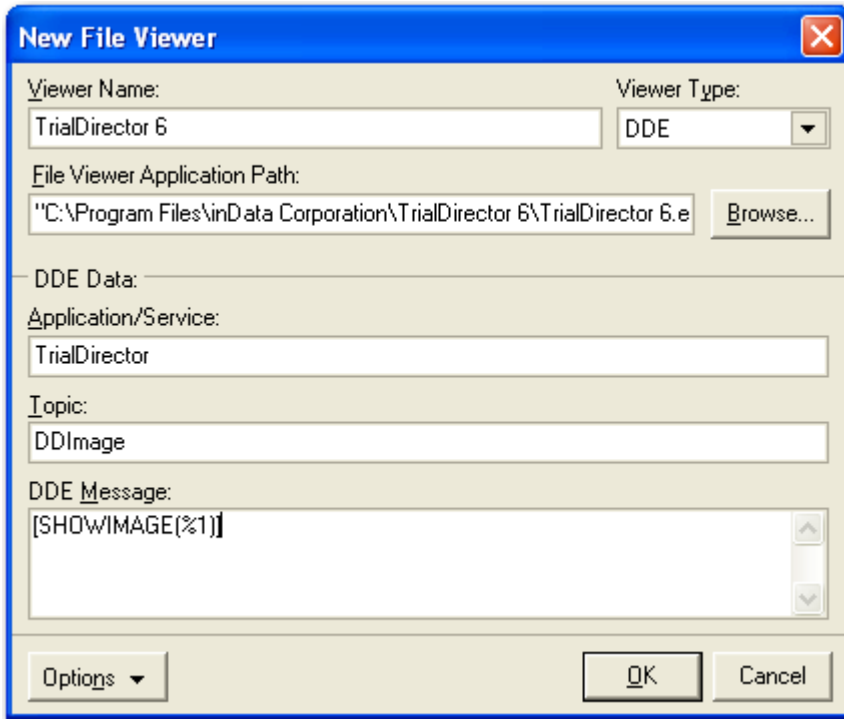 New File Viewer
Viewer Name: Viewer Type:
TrialDirector 6 DDE
File Viewer Application Path:
"C:\Program Files\inData Corporation\TrialDirector 6\TrialDirector 6.e Browse...
DDE Data:
Application/Service:
TrialDirector
Topic:
DDImage
DDE Message:
[SHOWIMAGE(%1)]
Options OK Cancel